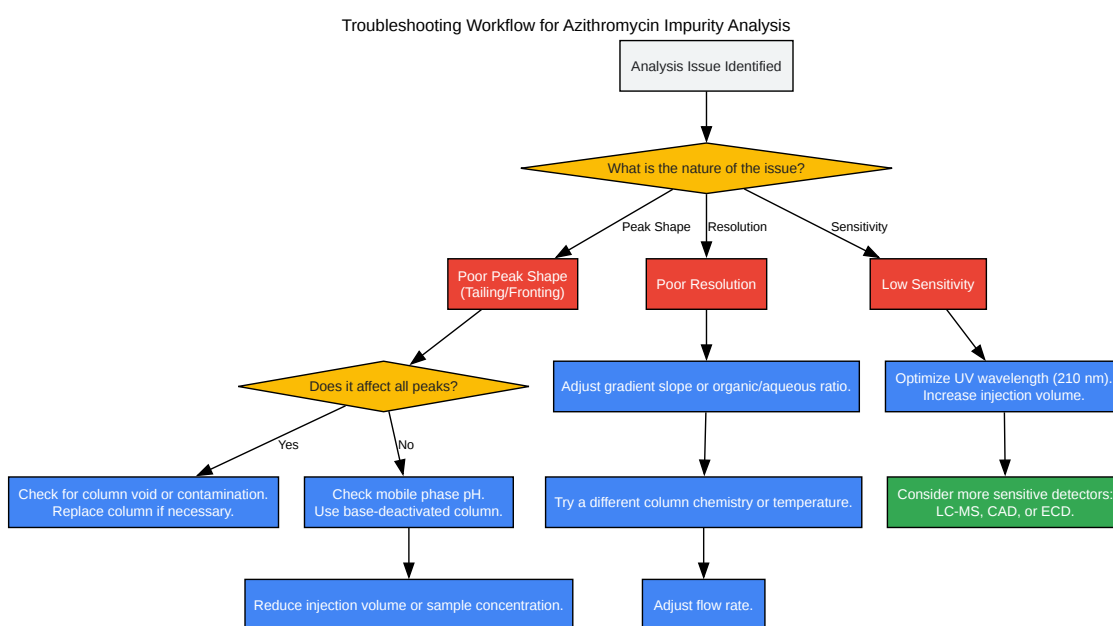 Troubleshooting Workflow for Azithromycin Impurity Analysis
Analysis Issue Identified
What is the nature of the issue?
Peak Shape
Resolution
Sensitivity
Poor Peak Shape
(Tailing/Fronting)
Poor Resolution
Low Sensitivity
Does it affect all peaks?
Adjust gradient slope or organic/aqueous ratio.
Optimize UV wavelength (210 nm).
Increase injection volume.
Yes
No
Check for column void or contamination.
Replace column if necessary.
Check mobile phase pH.
Use base-deactivated column.
Try a different column chemistry or temperature.
Consider more sensitive detectors:
LC-MS, CAD, or ECD.
Reduce injection volume or sample concentration.
Adjust flow rate.